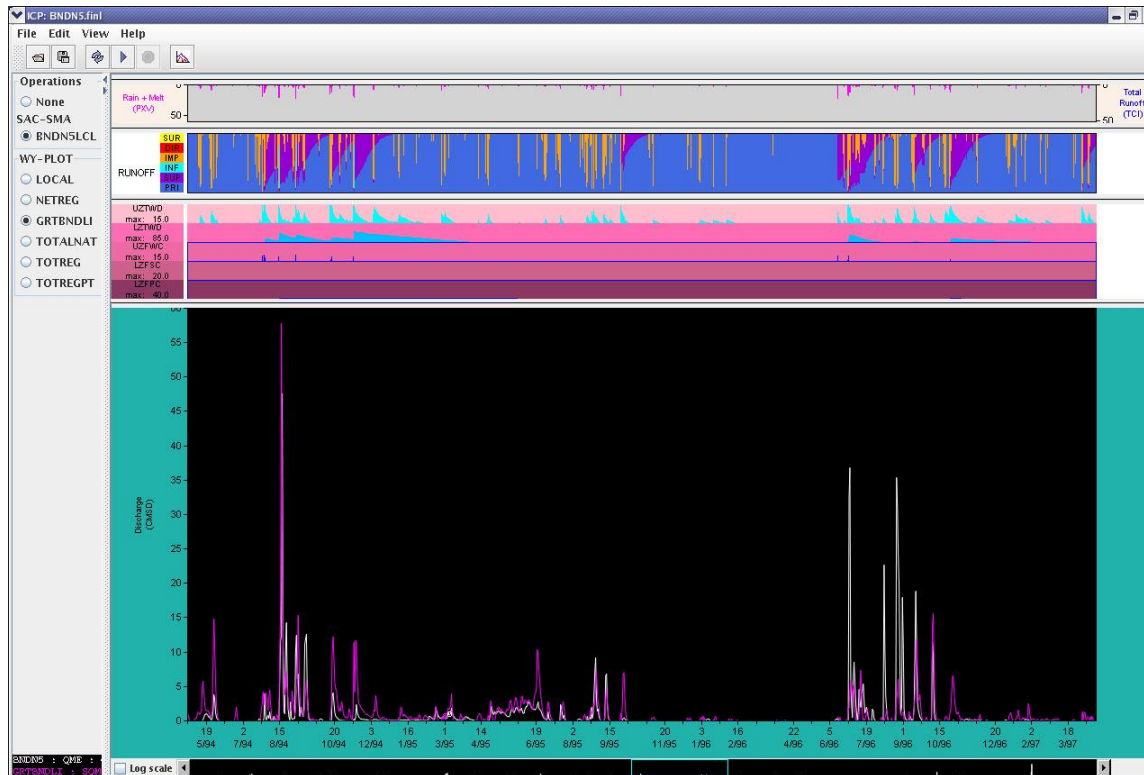 ICP: BNDN5.finl
File Edit View Help
Operations
None
SAC-SMA
BNDN5LCL
WY-PLOT
LOCAL
NETREG
GRTBNDLI
TOTALNAT
TOTREG
TOTREGPT
Rain + Melt
(PXV)
0
50
0
50
Total
Runoff
(TCI)
RUNOFF
SUR
DIR
IMP
INF
SUP
PRI
UZTWD
max: 15.0
LZTWD
max: 85.0
UZFWC
max: 15.0
LZFSC
max: 20.0
LZFPC
max: 40.0
60
55
50
45
40
35
30
25
20
15
10
5
0
Discharge
(CMSD)
19 2 15 20 3 16 1 14 19 2 15 20 3 16 2 6 19 1 15 20 2 18
5/94 7/94 8/94 10/94 12/94 1/95 3/95 4/95 6/95 8/95 9/95 11/95 1/96 2/96 4/96 6/96 7/96 9/96 10/96 12/96 2/97 3/97
BNDN5 : QME :
GRTBNDLI : SQM
Log scale